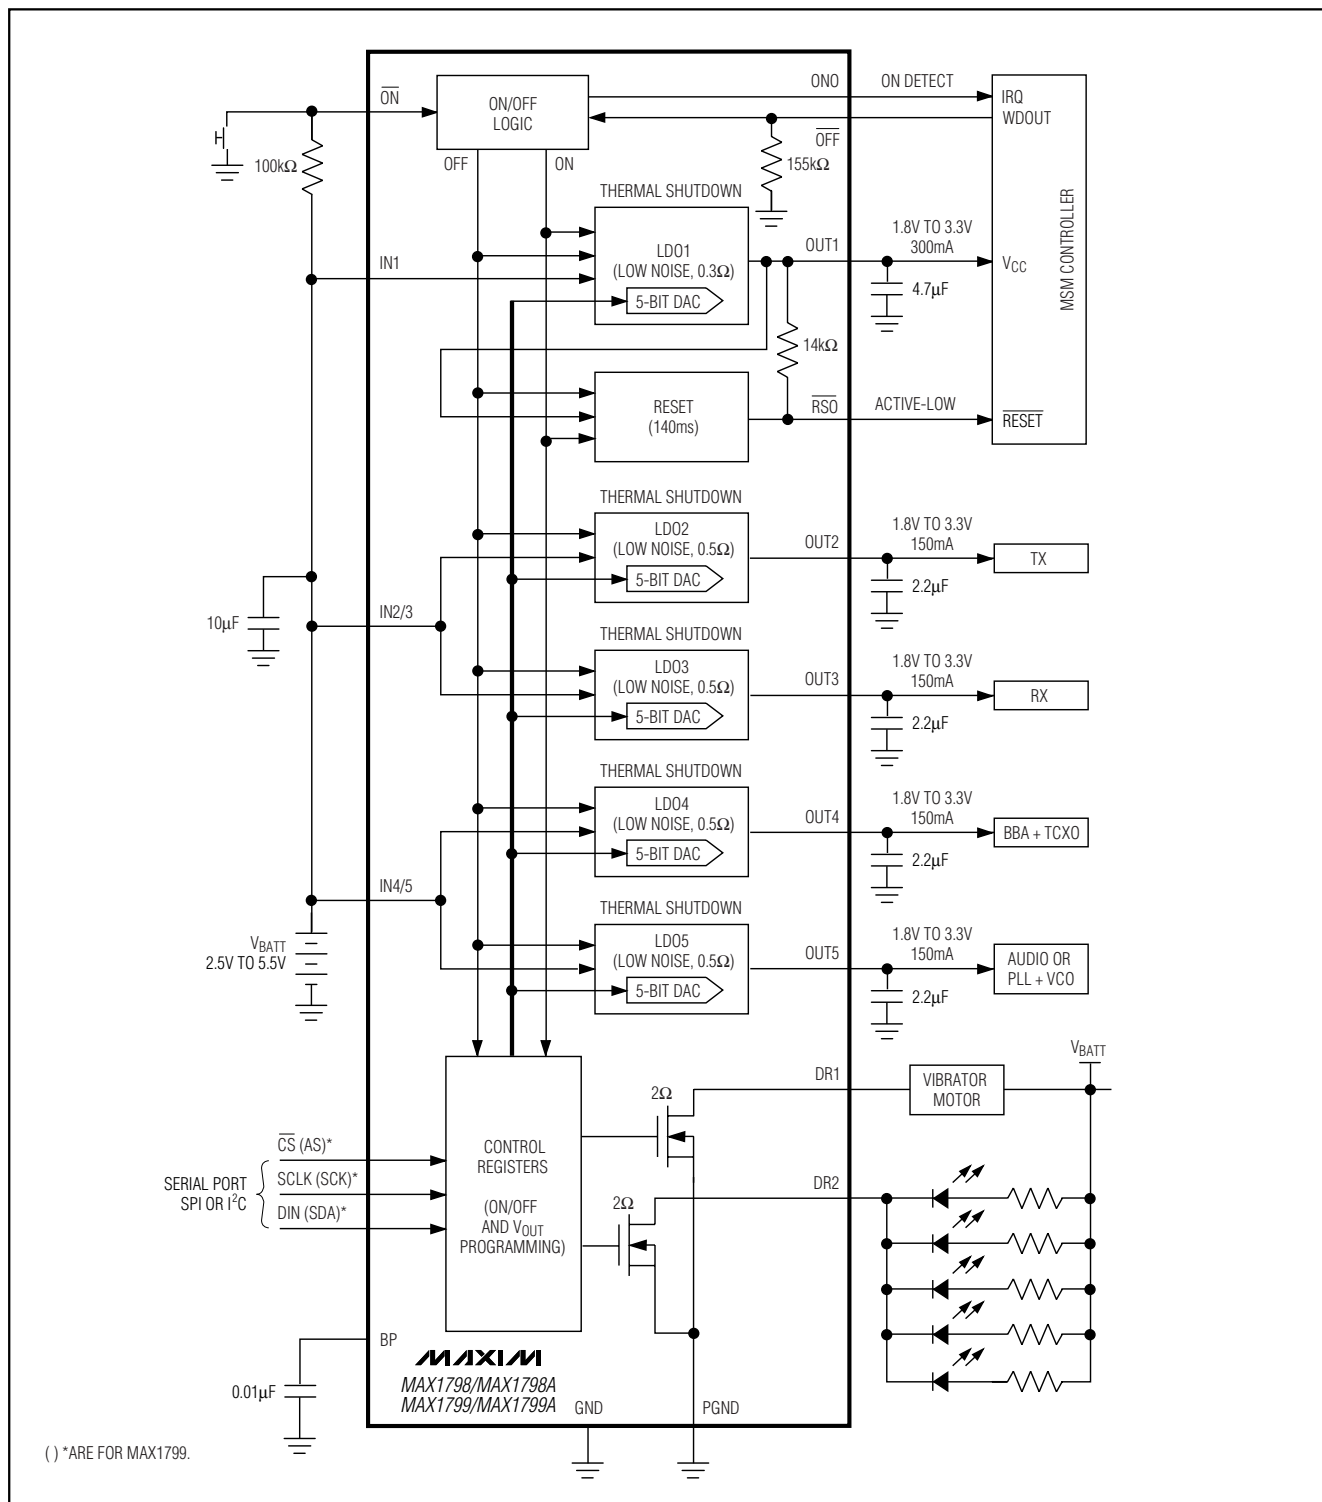 ON
ON/OFF
LOGIC
ONO
ON DETECT
IRQ
WDOUT
OFF
OFF
ON
100kΩ
155kΩ
MSM CONTROLLER
THERMAL SHUTDOWN
LDO1
(LOW NOISE, 0.3Ω)
5-BIT DAC
IN1
OUT1
1.8V TO 3.3V
300mA
VCC
4.7µF
14kΩ
RESET
(140ms)
RSO
ACTIVE-LOW
RESET
THERMAL SHUTDOWN
LDO2
(LOW NOISE, 0.5Ω)
5-BIT DAC
OUT2
1.8V TO 3.3V
150mA
TX
2.2µF
10µF
IN2/3
THERMAL SHUTDOWN
LDO3
(LOW NOISE, 0.5Ω)
5-BIT DAC
OUT3
1.8V TO 3.3V
150mA
RX
2.2µF
THERMAL SHUTDOWN
LDO4
(LOW NOISE, 0.5Ω)
5-BIT DAC
OUT4
1.8V TO 3.3V
150mA
BBA + TCXO
2.2µF
IN4/5
VBATT
2.5V TO 5.5V
THERMAL SHUTDOWN
LDO5
(LOW NOISE, 0.5Ω)
5-BIT DAC
OUT5
1.8V TO 3.3V
150mA
AUDIO OR
PLL + VCO
2.2µF
VBATT
DR1
VIBRATOR
MOTOR
2Ω
CONTROL
REGISTERS
(ON/OFF
AND VOUT
PROGRAMMING)
SERIAL PORT
SPI OR I²C
CS (AS)*
SCLK (SCK)*
DIN (SDA)*
DR2
2Ω
BP
0.01µF
MAXIM
MAX1798/MAX1798A
MAX1799/MAX1799A
GND
PGND
( ) *ARE FOR MAX1799.